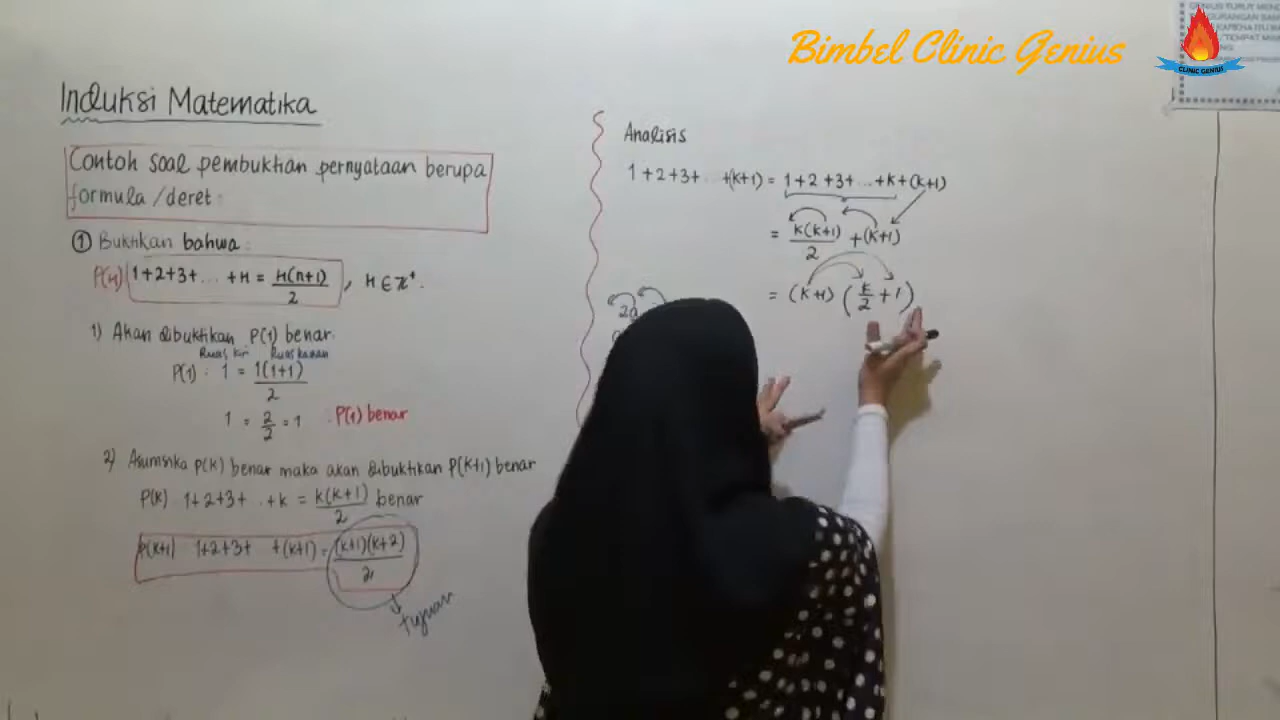 Bimbel Clinic Genius
CLINIC GENIUS
Induksi Matematika
Contoh soal pembuktian pernyataan berupa
formula /deret :
① Buktikan bahwa :
P(n) 1+2+3+ ... +n = n(n+1)/2 , n ∈ Z⁺.
1) Akan dibuktikan P(1) benar.
Ruas kiri Ruas kanan
P(1) : 1 = 1(1+1)/2
1 = 2/2 = 1 P(1) benar
2) Asumsika P(k) benar maka akan dibuktikan P(k+1) benar
P(k) 1+2+3+ ..+k = k(k+1)/2 benar
P(k+1) 1+2+3+ +(k+1) = (k+1)(k+2)/2
tujuan
Analisis
1+2+3+ ... +(k+1) = 1+2+3+ ... +k+(k+1)
= k(k+1)/2 +(k+1)
= (k+1) (k/2 +1)
2a